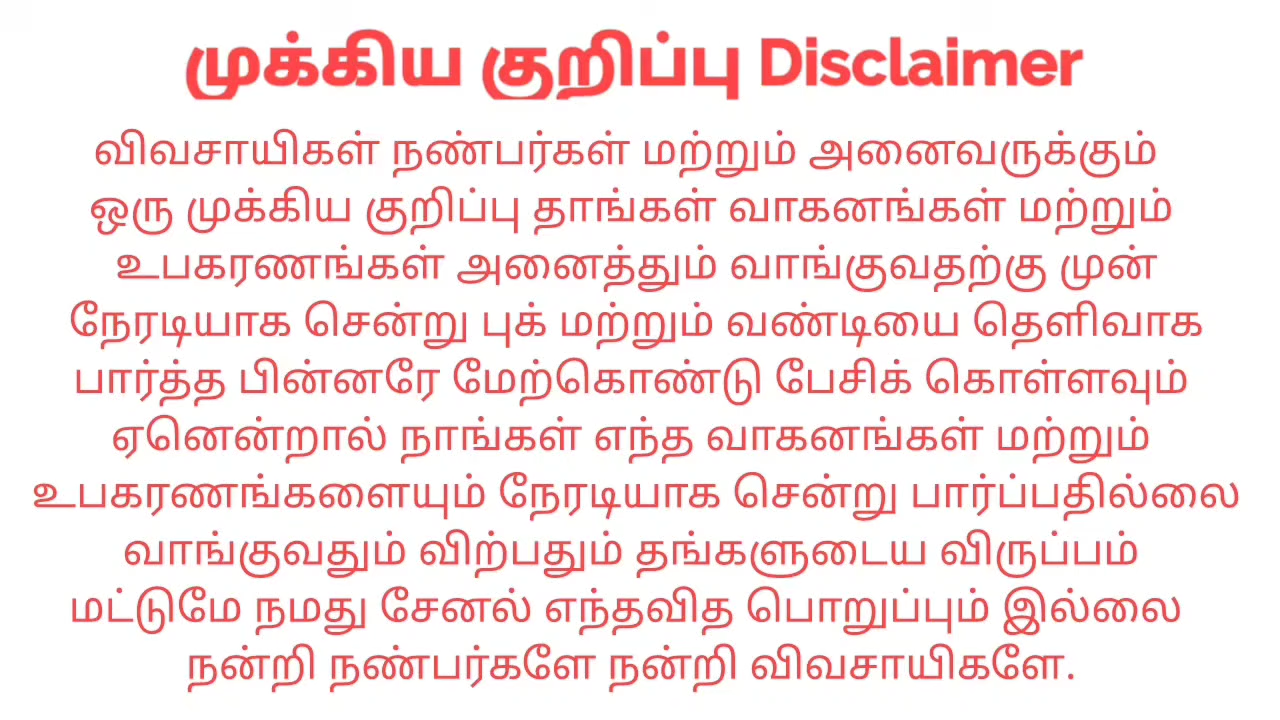 முக்கிய குறிப்பு Disclaimer
விவசாயிகள் நண்பர்கள் மற்றும் அனைவருக்கும்
ஒரு முக்கிய குறிப்பு தாங்கள் வாகனங்கள் மற்றும்
உபகரணங்கள் அனைத்தும் வாங்குவதற்கு முன்
நேரடியாக சென்று புக் மற்றும் வண்டியை தெளிவாக
பார்த்த பின்னரே மேற்கொண்டு பேசிக் கொள்ளவும்
ஏனென்றால் நாங்கள் எந்த வாகனங்கள் மற்றும்
உபகரணங்களையும் நேரடியாக சென்று பார்ப்பதில்லை
வாங்குவதும் விற்பதும் தங்களுடைய விருப்பம்
மட்டுமே நமது சேனல் எந்தவித பொறுப்பும் இல்லை
நன்றி நண்பர்களே நன்றி விவசாயிகளே.